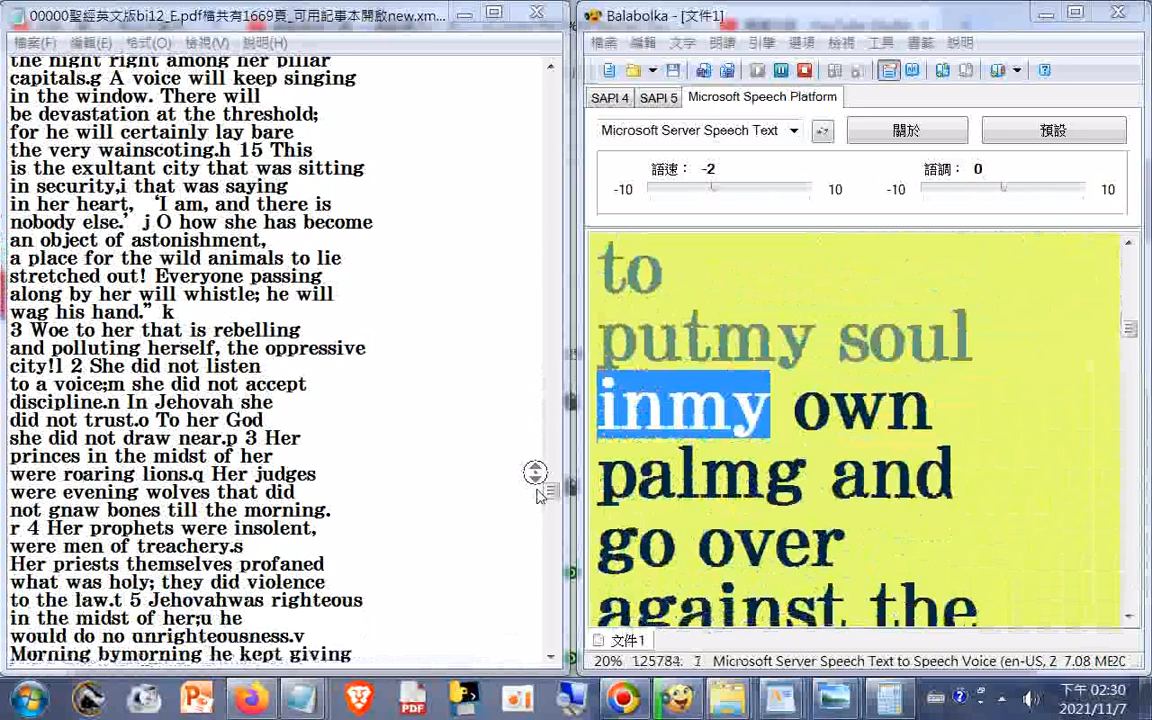 00000聖經英文版bi12_E.pdf檔共有1669頁_可用記事本開啟new.xm...
檔案(F) 編輯(E) 格式(O) 檢視(V) 說明(H)
the night right among her pillar
capitals.g A voice will keep singing
in the window. There will
be devastation at the threshold;
for he will certainly lay bare
the very wainscoting.h 15 This
is the exultant city that was sitting
in security,i that was saying
in her heart, ‘I am, and there is
nobody else.’ j O how she has become
an object of astonishment,
a place for the wild animals to lie
stretched out! Everyone passing
along by her will whistle; he will
wag his hand.” k
3 Woe to her that is rebelling
and polluting herself, the oppressive
city!l 2 She did not listen
to a voice;m she did not accept
discipline.n In Jehovah she
did not trust.o To her God
she did not draw near.p 3 Her
princes in the midst of her
were roaring lions.q Her judges
were evening wolves that did
not gnaw bones till the morning.
r 4 Her prophets were insolent,
were men of treachery.s
Her priests themselves profaned
what was holy; they did violence
to the law.t 5 Jehovahwas righteous
in the midst of her;u he
would do no unrighteousness.v
Morning bymorning he kept giving
Balabolka - [文件1]
檔案 編輯 文字 朗讀 引擎 選項 檢視 工具 書籤 說明
SAPI 4 SAPI 5 Microsoft Speech Platform
Microsoft Server Speech Text 關於 預設
語速： -2 語調： 0
-10 10 -10 10
to
putmy soul
inmy own
palmg and
go over
against the
文件1
20% 125784: Microsoft Server Speech Text to Speech Voice (en-US, 7.08 ME
PDF
下午 02:30
2021/11/7